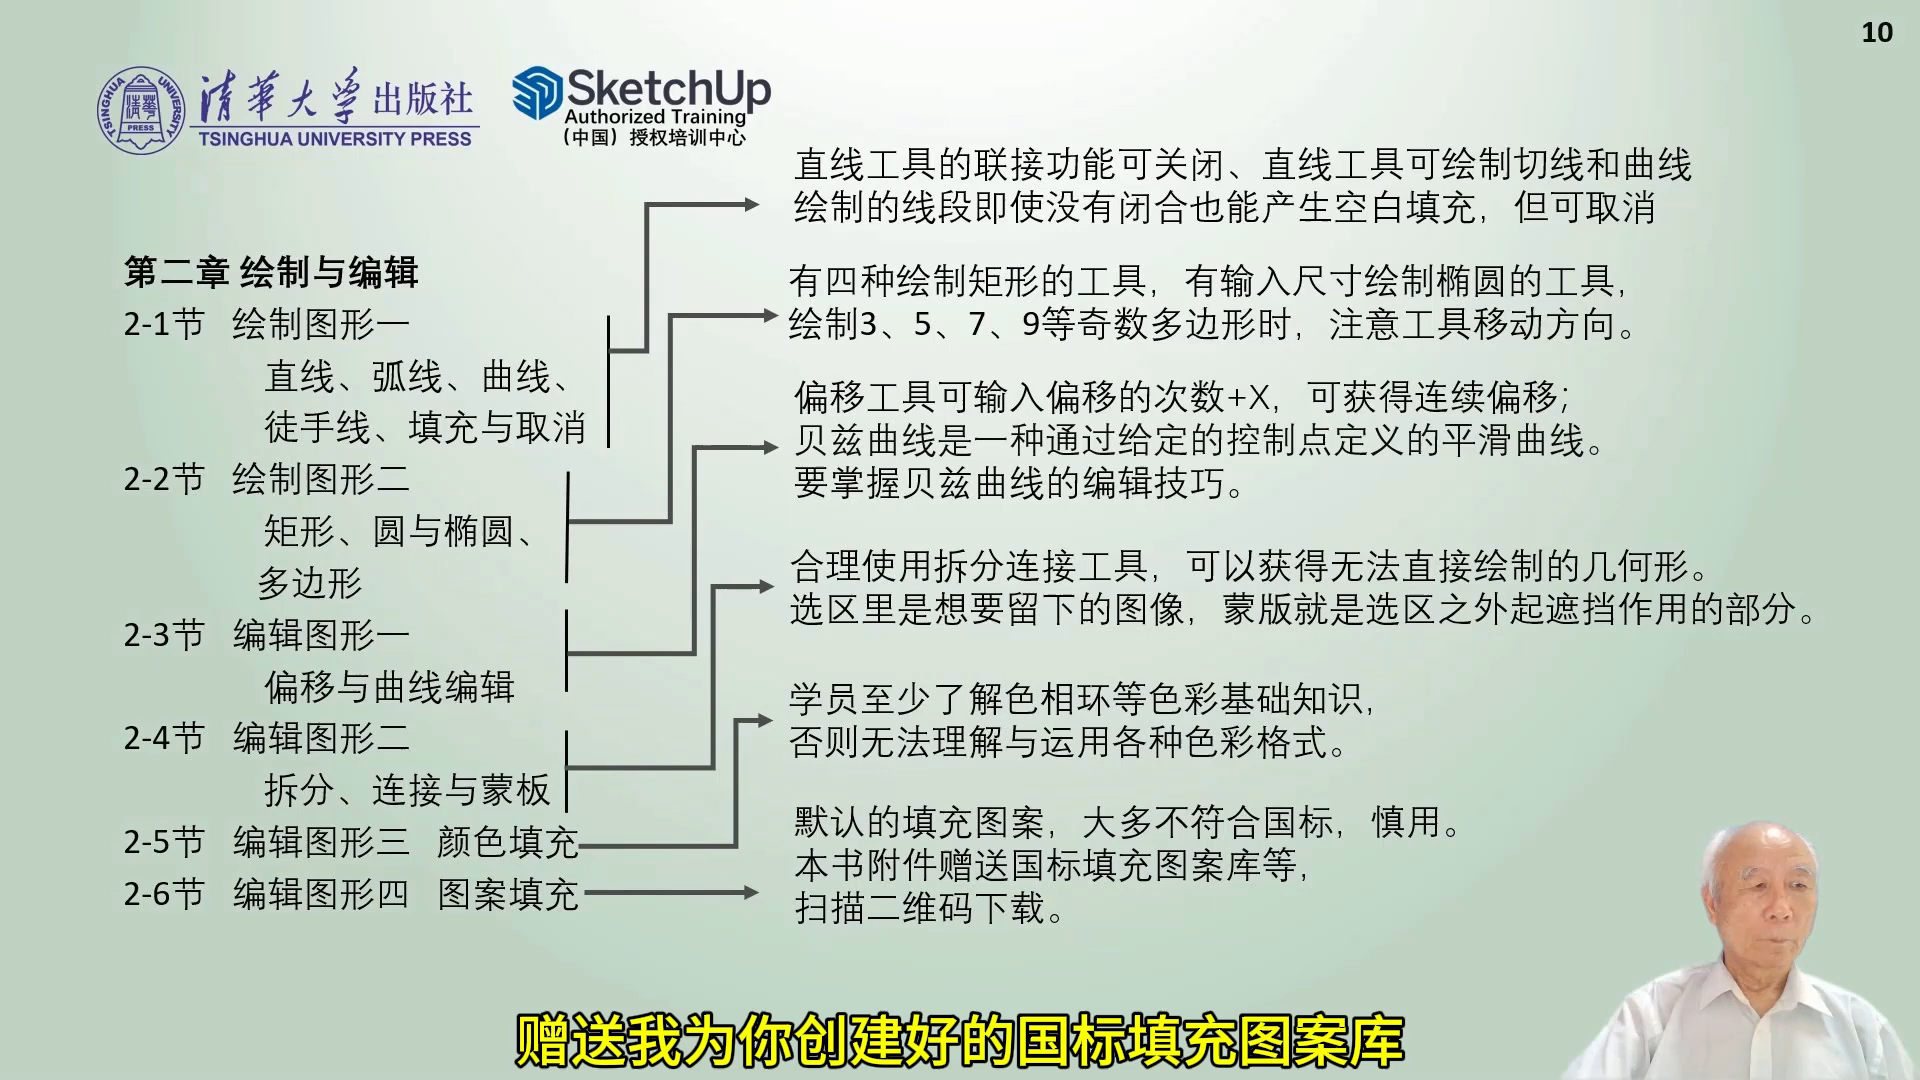 10
清華大学出版社
TSINGHUA UNIVERSITY PRESS
SketchUp
Authorized Training
（中国）授权培训中心
直线工具的联接功能可关闭、直线工具可绘制切线和曲线
绘制的线段即使没有闭合也能产生空白填充，但可取消
第二章 绘制与编辑
2-1节 绘制图形一
直线、弧线、曲线、
徒手线、填充与取消
有四种绘制矩形的工具，有输入尺寸绘制椭圆的工具，
绘制3、5、7、9等奇数多边形时，注意工具移动方向。
2-2节 绘制图形二
矩形、圆与椭圆、
多边形
偏移工具可输入偏移的次数+X，可获得连续偏移；
贝兹曲线是一种通过给定的控制点定义的平滑曲线。
要掌握贝兹曲线的编辑技巧。
2-3节 编辑图形一
偏移与曲线编辑
合理使用拆分连接工具，可以获得无法直接绘制的几何形。
选区里是想要留下的图像，蒙版就是选区之外起遮挡作用的部分。
2-4节 编辑图形二
拆分、连接与蒙板
学员至少了解色相环等色彩基础知识，
否则无法理解与运用各种色彩格式。
2-5节 编辑图形三 颜色填充
2-6节 编辑图形四 图案填充
默认的填充图案，大多不符合国标，慎用。
本书附件赠送国标填充图案库等，
扫描二维码下载。
赠送我为你创建好的国标填充图案库